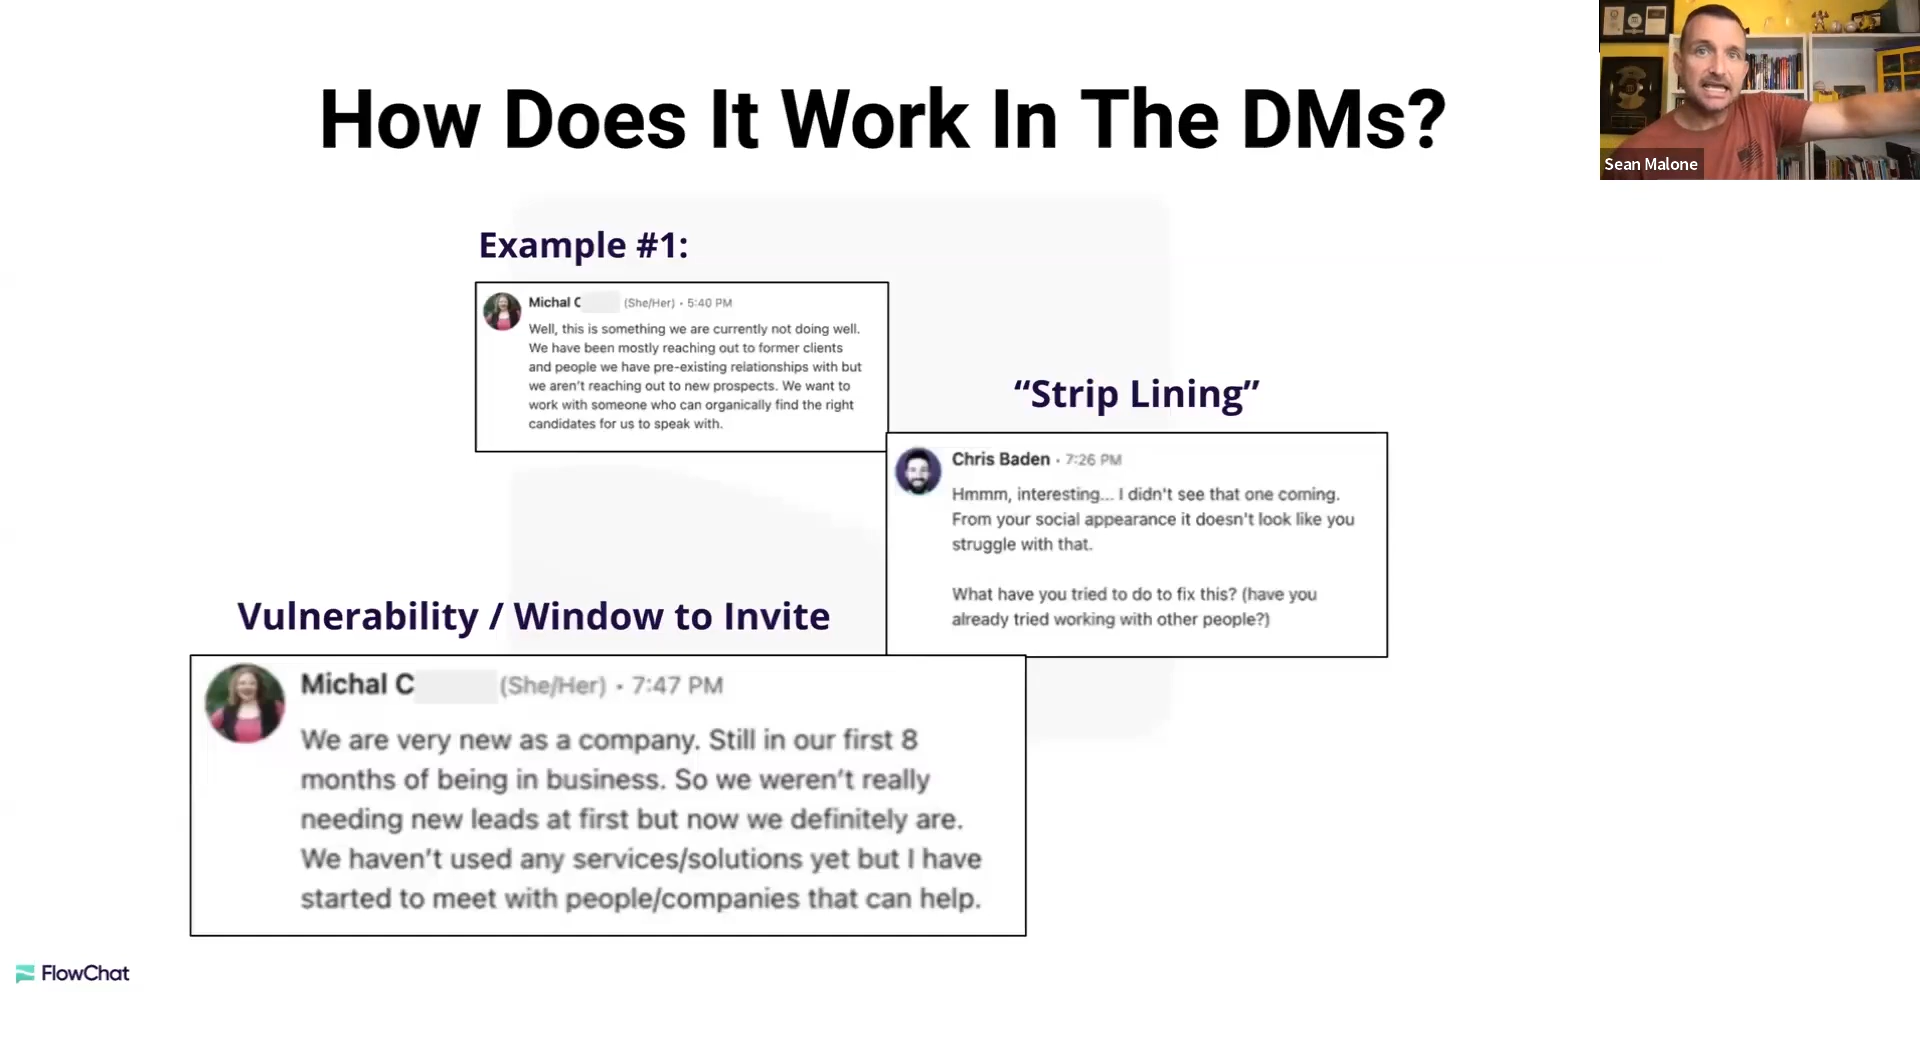 How Does It Work In The DMs?
Sean Malone
Example #1:
Michal C (She/Her) • 5:40 PM
Well, this is something we are currently not doing well.
We have been mostly reaching out to former clients
and people we have pre-existing relationships with but
we aren't reaching out to new prospects. We want to
work with someone who can organically find the right
candidates for us to speak with.
“Strip Lining”
Chris Baden • 7:26 PM
Hmmm, interesting... I didn't see that one coming.
From your social appearance it doesn't look like you
struggle with that.
What have you tried to do to fix this? (have you
already tried working with other people?)
Vulnerability / Window to Invite
Michal C (She/Her) • 7:47 PM
We are very new as a company. Still in our first 8
months of being in business. So we weren't really
needing new leads at first but now we definitely are.
We haven't used any services/solutions yet but I have
started to meet with people/companies that can help.
FlowChat